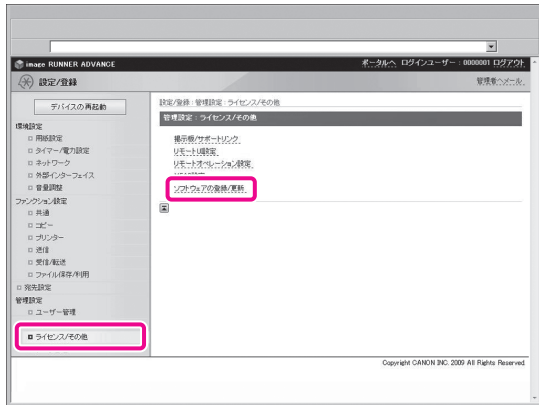 image RUNNER ADVANCE
ポータルへ ログインユーザー : 0000001 ログアウト
設定/登録
管理者へメール
デバイスの再起動
環境設定
用紙設定
タイマー/電力設定
ネットワーク
外部インターフェイス
音量調整
ファンクション設定
共通
コピー
プリンター
送信
受信/転送
ファイル保存/利用
宛先設定
管理設定
ユーザー管理
ライセンス/その他
設定/登録 : 管理設定 : ライセンス/その他
管理設定 : ライセンス/その他
掲示板/サポートリンク
リモートUI設定
リモートオペレーション設定
ソフトウェアの登録/更新
Copyright CANON INC. 2009 All Rights Reserved